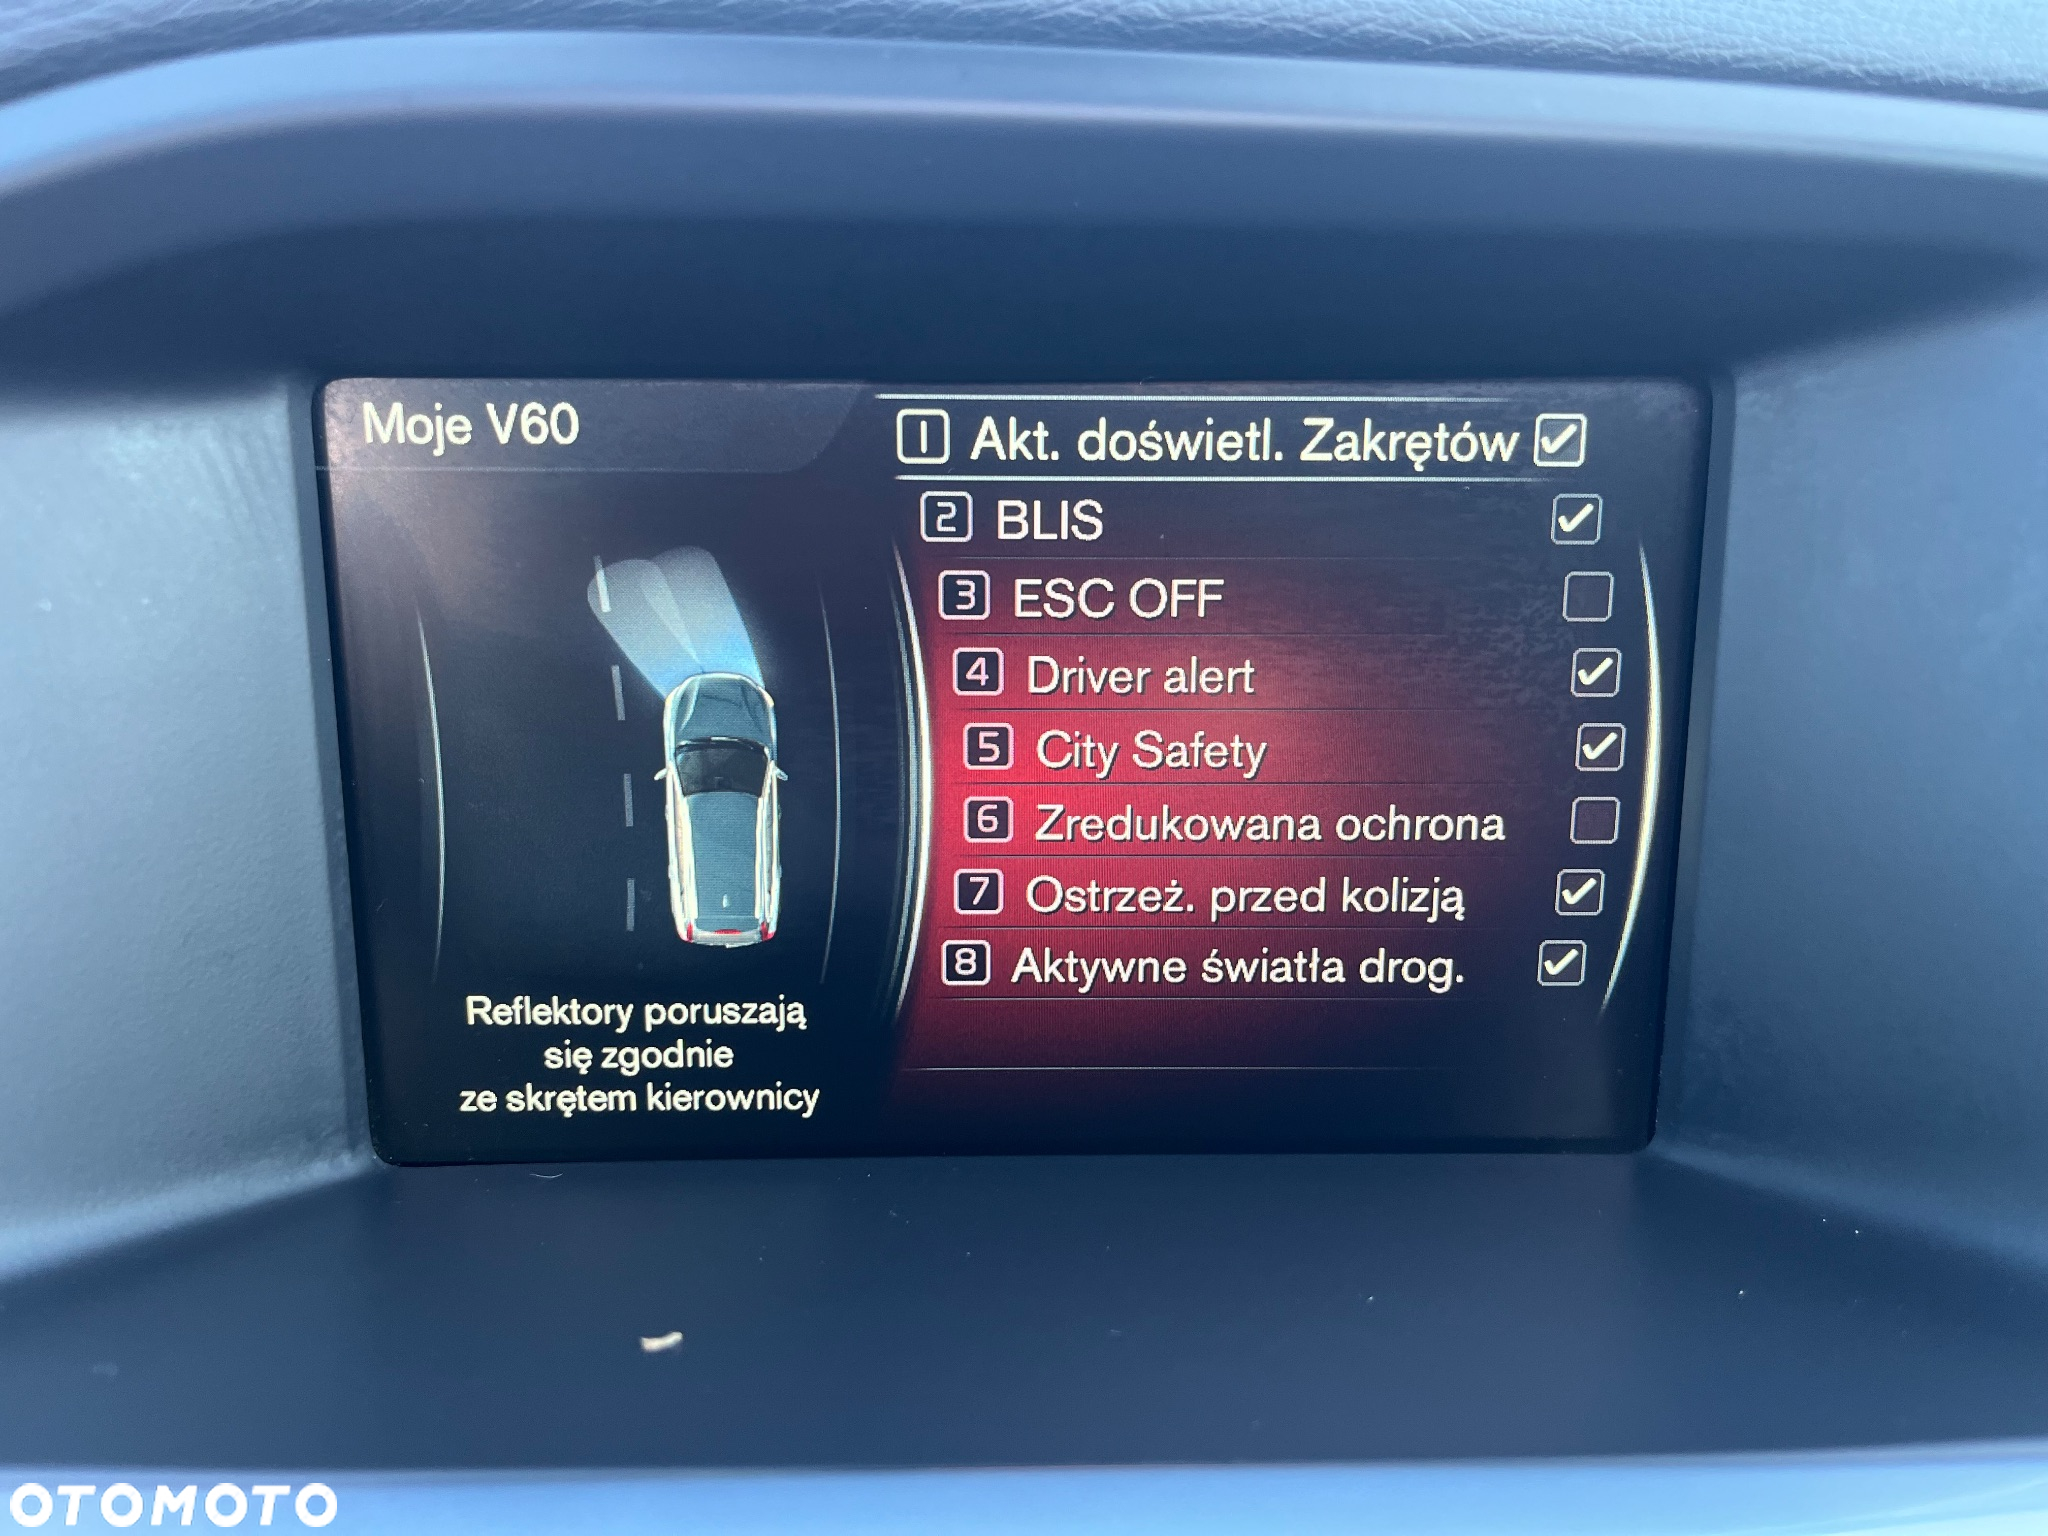 Moje V60
1 Akt. doświetl. Zakrętów
2 BLIS
3 ESC OFF
4 Driver alert
5 City Safety
6 Zredukowana ochrona
7 Ostrzeż. przed kolizją
8 Aktywne światła drog.
Reflektory poruszają
się zgodnie
ze skrętem kierownicy
OTOMOTO